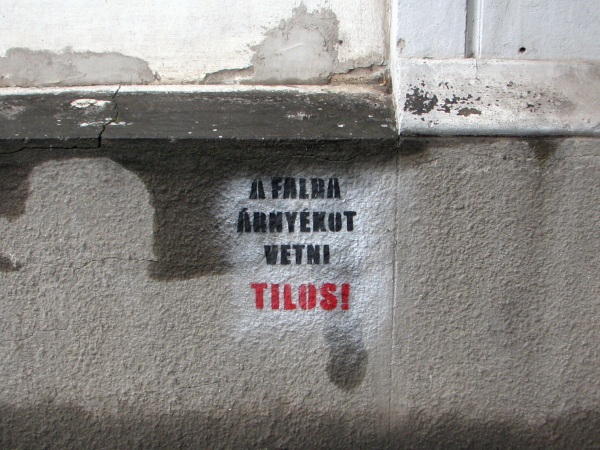 A FALRA
ÁRNYÉKOT
VETNI
TILOS!